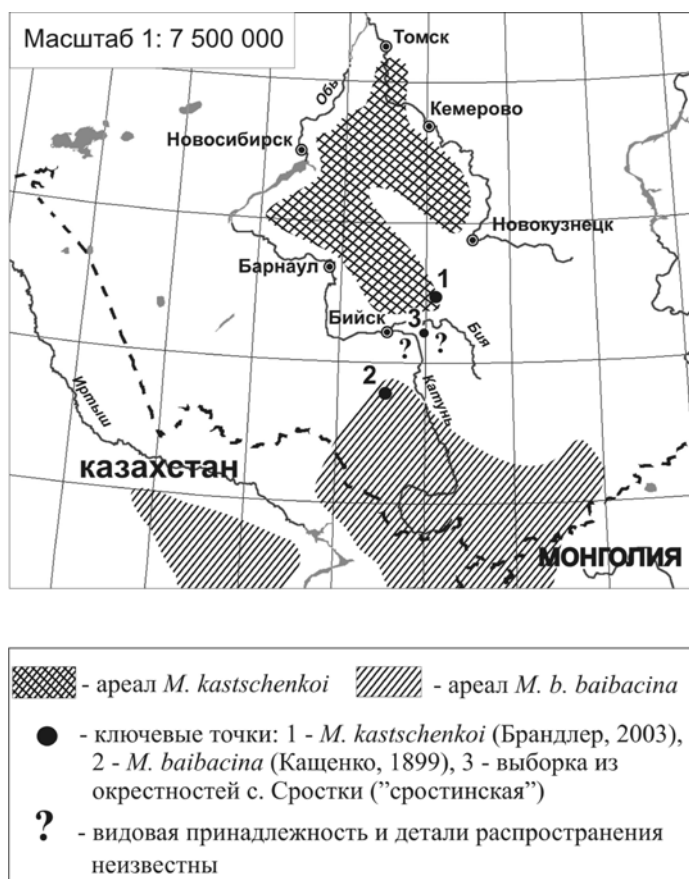 Масштаб 1: 7 500 000
Томск
Обь
Кемерово
Новосибирск
Новокузнецк
Барнаул
1
Бийск
3
Бия
?
?
2
Катунь
Иртыш
казахстан
монголия
- ареал M. kastschenkoi
- ареал M. b. baibacina
- ключевые точки: 1 - M. kastschenkoi (Брандлер, 2003),
2 - M. baibacina (Кащенко, 1899), 3 - выборка из
окрестностей с. Сростки (”сростинская”)
? - видовая принадлежность и детали распространения
неизвестны